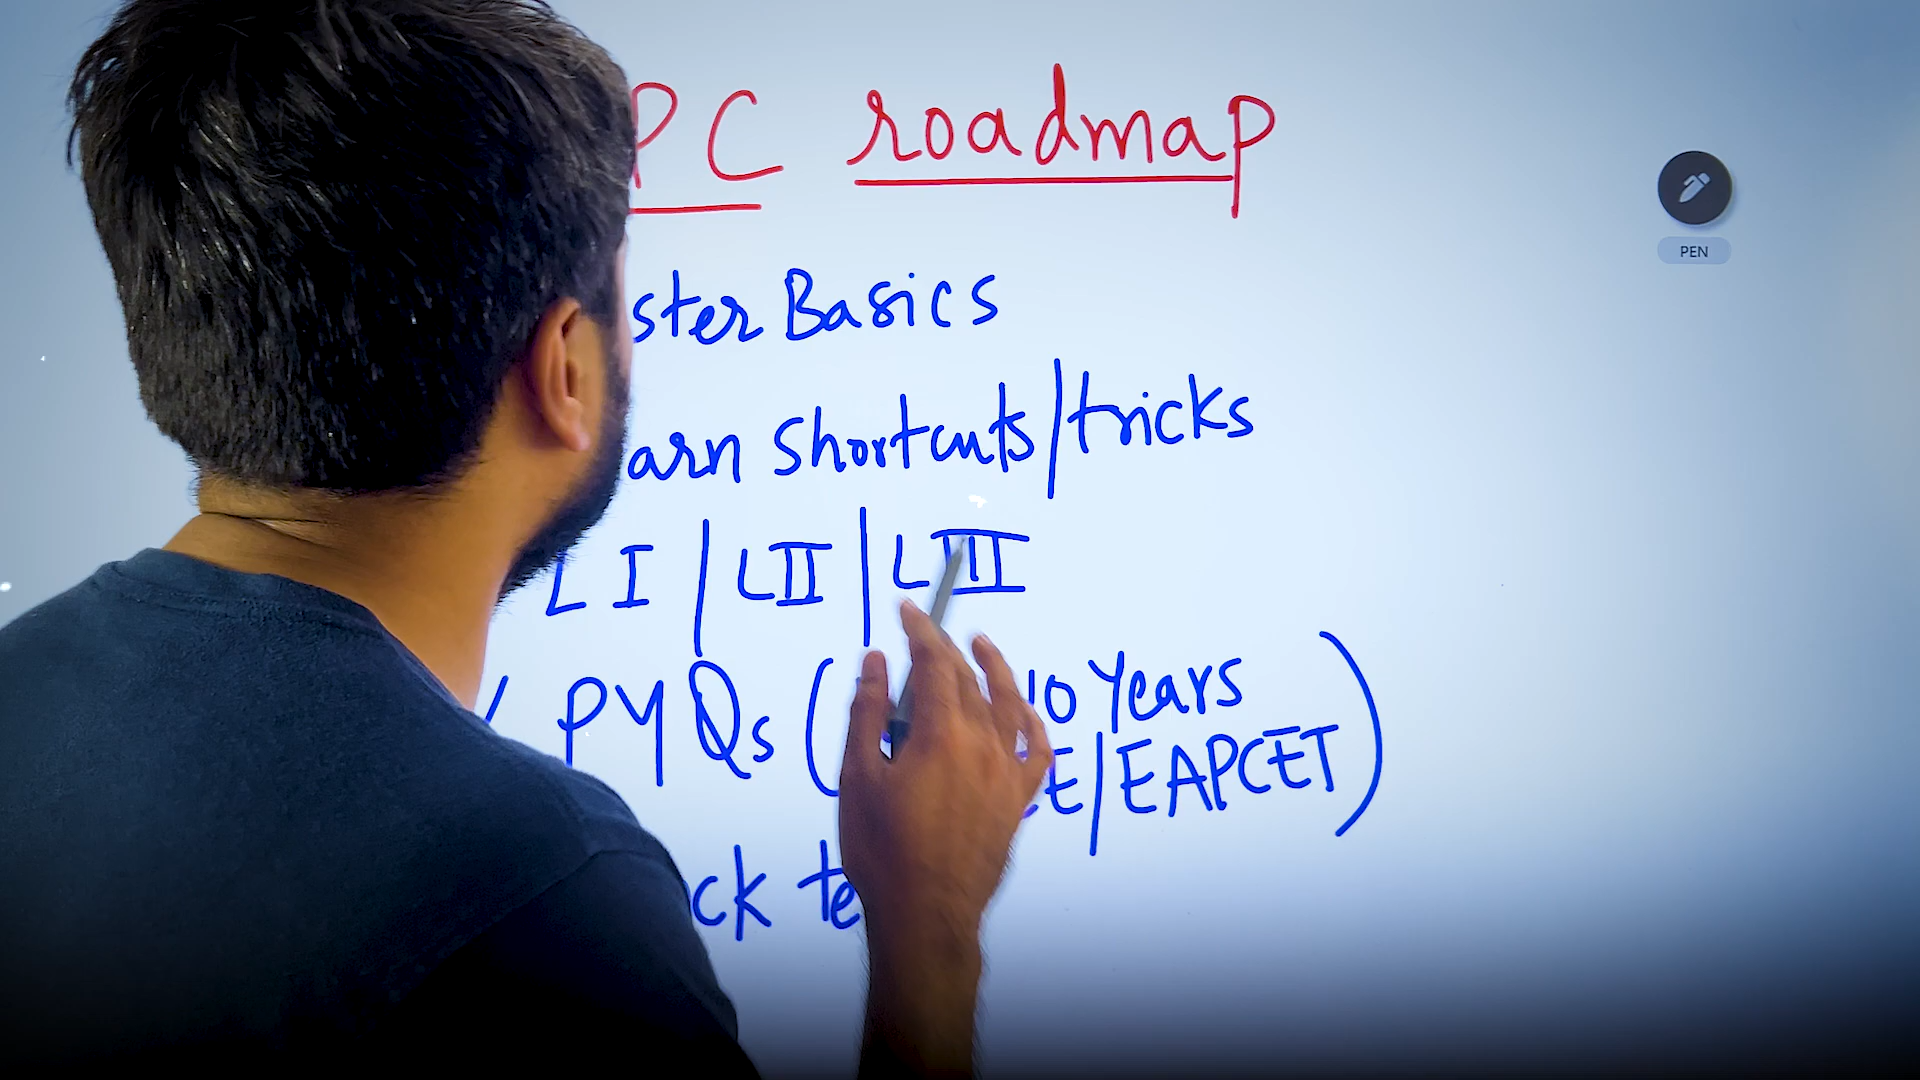 PC roadmap
PEN
ster Basics
arn shortcuts/tricks
L I / L II / L III
PYQs ( 10 Years
E/EAPCET )
ck te